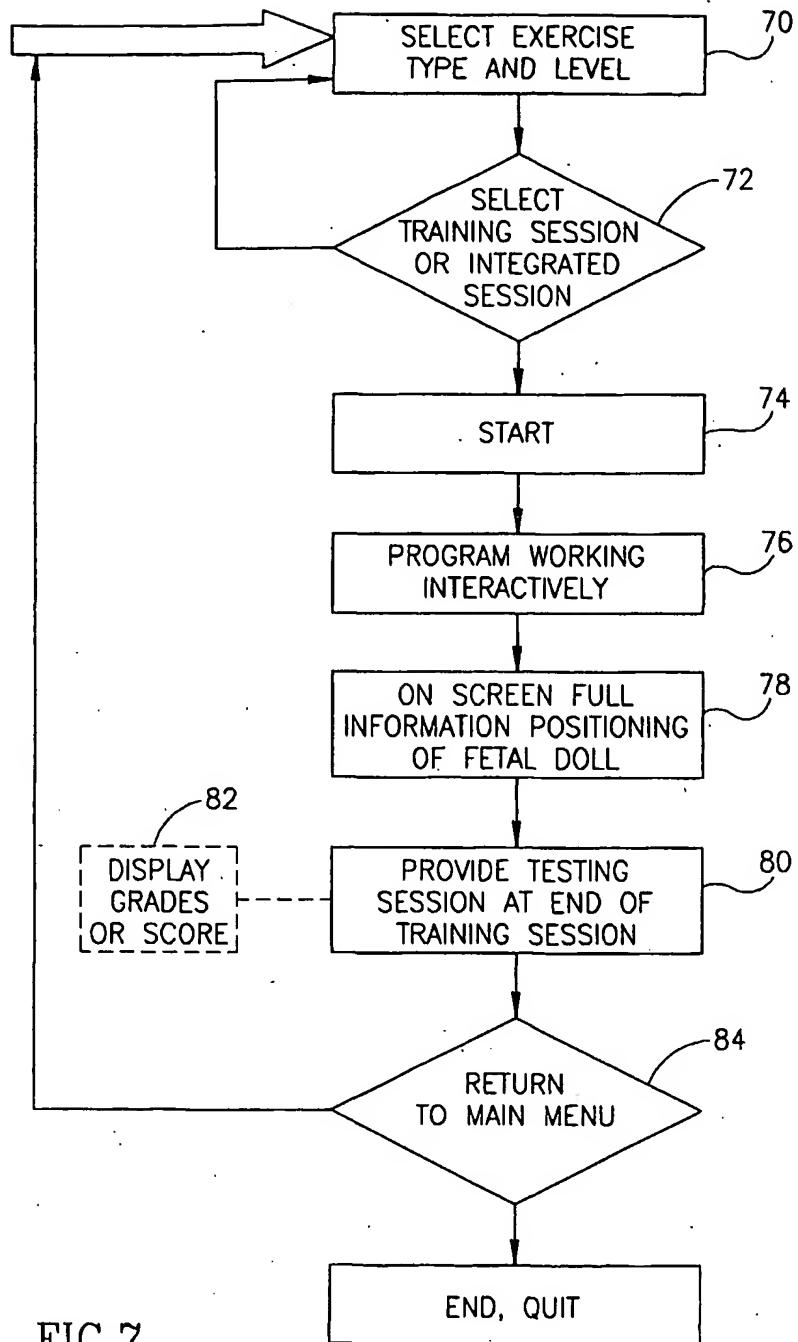 SELECT EXERCISE
TYPE AND LEVEL
70
SELECT
TRAINING SESSION
OR INTEGRATED
SESSION
72
START
74
PROGRAM WORKING
INTERACTIVELY
76
ON SCREEN FULL
INFORMATION POSITIONING
OF FETAL DOLL
78
82
DISPLAY
GRADES
OR SCORE
PROVIDE TESTING
SESSION AT END OF
TRAINING SESSION
80
RETURN
TO MAIN MENU
84
END, QUIT
FIG.7